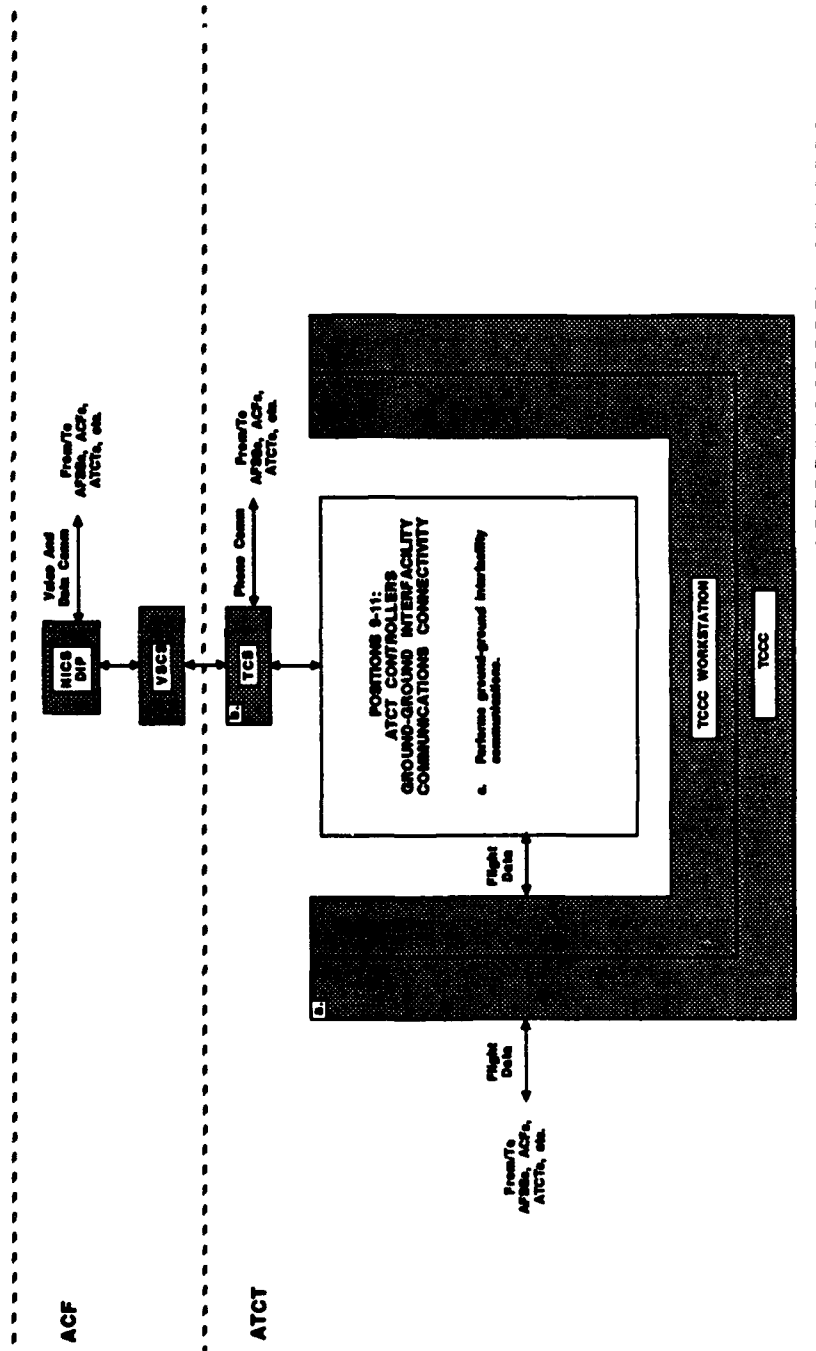 ACF
NICS
DIP
Voice And
Data Comm
From/To
AFSSs, ACFs,
ATCTs, etc.
VSCS
ATCT
b.
TCS
Phone Comm
From/To
AFSSs, ACFs,
ATCTs, etc.
a.
From/To
AFSSs, ACFs,
ATCTs, etc.
Flight
Data
Flight
Data
POSITIONS 9-11:
ATCT CONTROLLERS
GROUND-GROUND INTERFACILITY
COMMUNICATIONS CONNECTIVITY
a. Performs ground-ground interfacility
communications.
TCCC WORKSTATION
TCCC